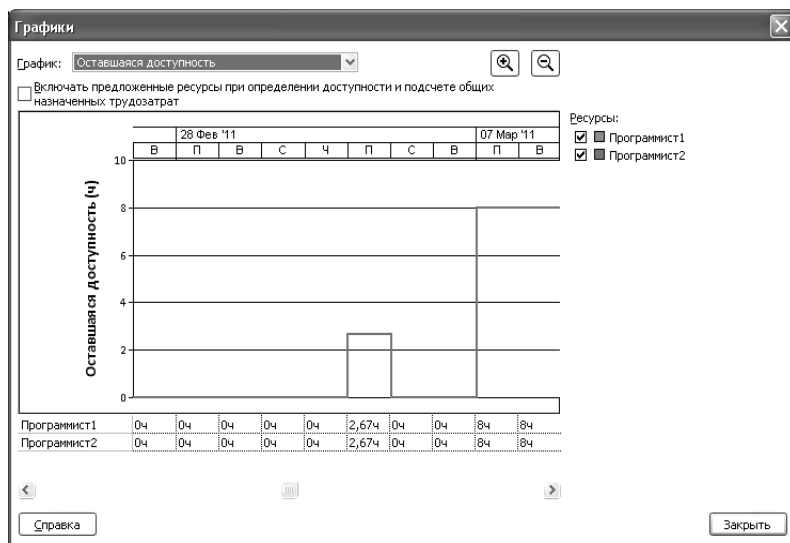 Графики
График: Оставшаяся доступность
Включать предложенные ресурсы при определении доступности и подсчете общих
назначенных трудозатрат
Ресурсы:
Программист1
Программист2
28 Фев '11 07 Мар '11
В П В С Ч П С В П В
Оставшаяся доступность (ч)
10
8
6
4
2
0
Программист1 0ч 0ч 0ч 0ч 0ч 2,67ч 0ч 0ч 8ч 8ч
Программист2 0ч 0ч 0ч 0ч 0ч 2,67ч 0ч 0ч 8ч 8ч
Справка Закрыть